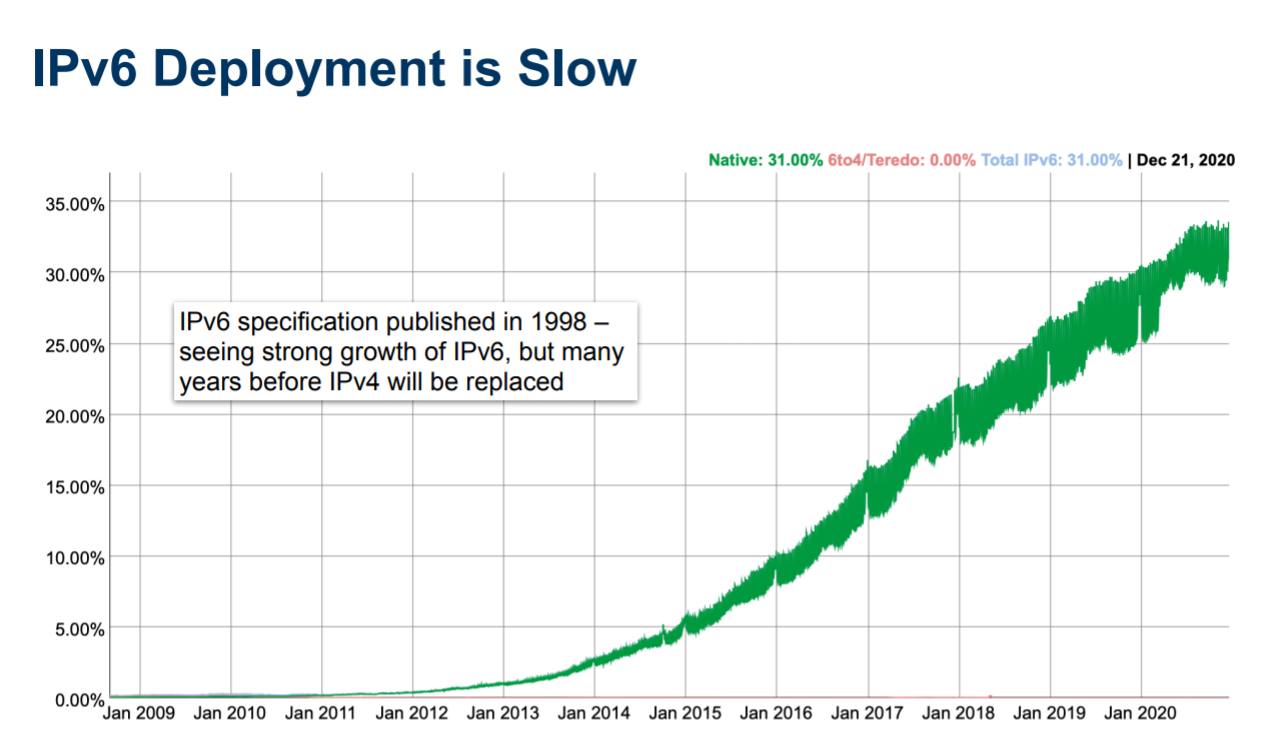 IPv6 Deployment is Slow
Native: 31.00% 6to4/Teredo: 0.00% Total IPv6: 31.00% | Dec 21, 2020
35.00%
30.00%
IPv6 specification published in 1998 –
seeing strong growth of IPv6, but many
years before IPv4 will be replaced
25.00%
20.00%
15.00%
10.00%
5.00%
0.00%
Jan 2009 Jan 2010 Jan 2011 Jan 2012 Jan 2013 Jan 2014 Jan 2015 Jan 2016 Jan 2017 Jan 2018 Jan 2019 Jan 2020